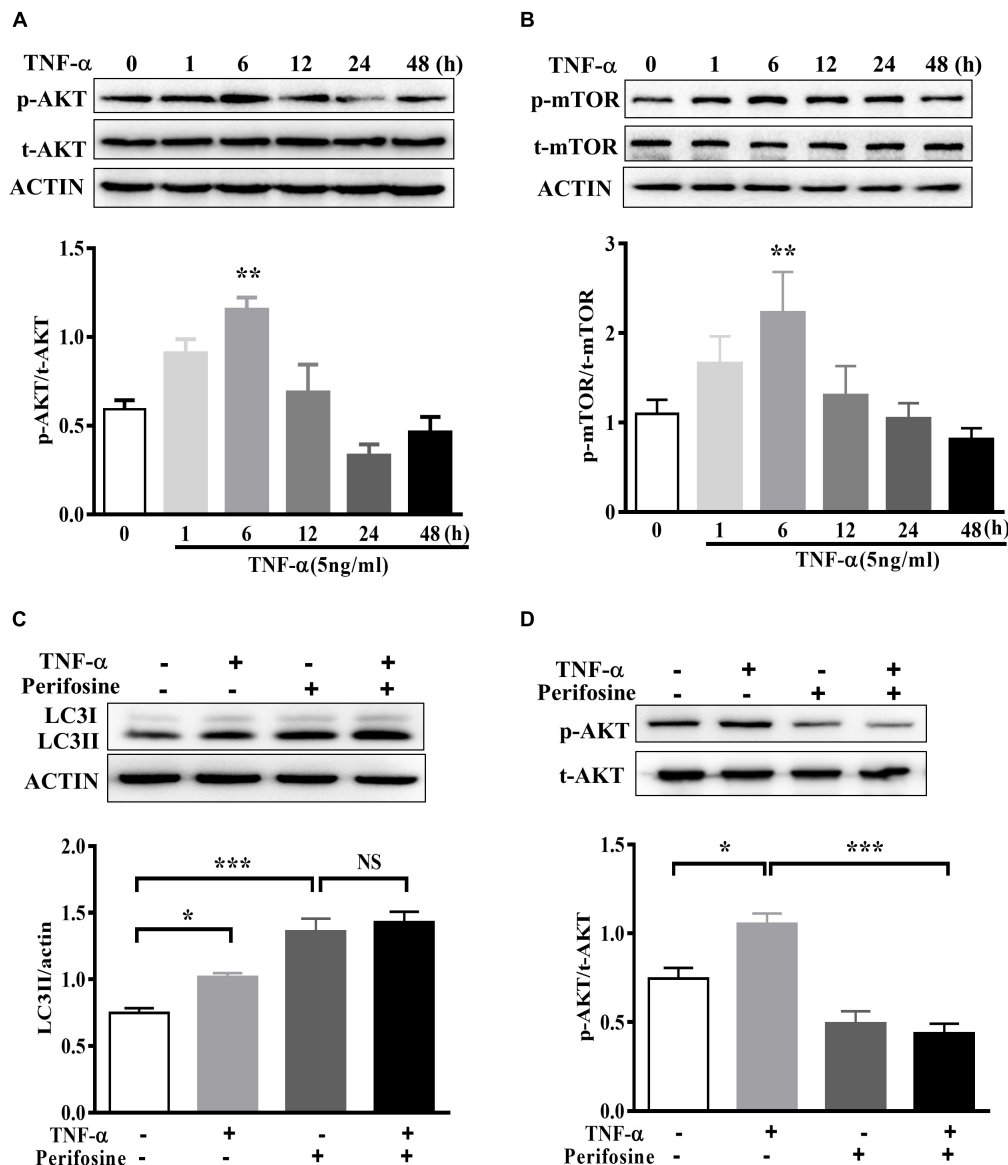 A
TNF-α 0 1 6 12 24 48 (h)
p-AKT
t-AKT
ACTIN
1.5
1.0
0.5
0.0
p-AKT/t-AKT
**
0 1 6 12 24 48 (h)
TNF-α(5ng/ml)
B
TNF-α 0 1 6 12 24 48 (h)
p-mTOR
t-mTOR
ACTIN
3
2
1
0
p-mTOR/t-mTOR
**
0 1 6 12 24 48 (h)
TNF-α(5ng/ml)
C
TNF-α - + - +
Perifosine - - + +
LC3I
LC3II
ACTIN
2.0
1.5
1.0
0.5
0.0
LC3II/actin
*** NS
*
TNF-α - + - +
Perifosine - - + +
D
TNF-α - + - +
Perifosine - - + +
p-AKT
t-AKT
1.5
1.0
0.5
0.0
p-AKT/t-AKT
* ***
TNF-α - + - +
Perifosine - - + +